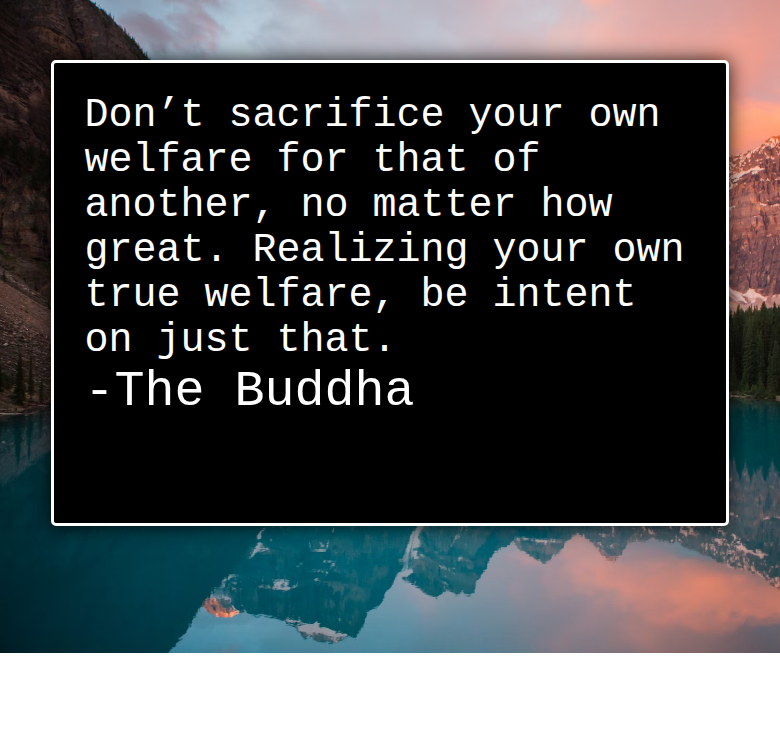 Don’t sacrifice your own
welfare for that of
another, no matter how
great. Realizing your own
true welfare, be intent
on just that.
-The Buddha